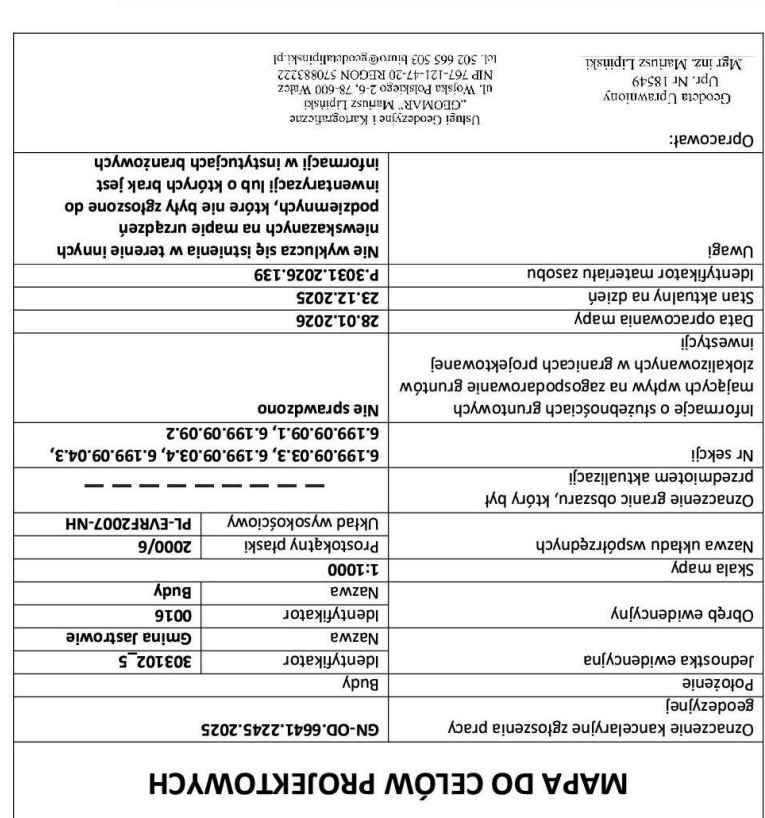 MAPA DO CELÓW PROJEKTOWYCH
Oznaczenie kancelaryjne zgłoszenia pracy
geodezyjnej
GN-OD.6641.2245.2025
Położenie
Budy
Jednostka ewidencyjna
Identyfikator
303102_5
Nazwa
Gmina Jastrowie
Obręb ewidencyjny
Identyfikator
0016
Nazwa
Budy
Skala mapy
1:1000
Nazwa układu współrzędnych
Prostokątny płaski
2000/6
Układ wysokościowy
PL-EVRF2007-NH
Oznaczenie granic obszaru, który był
przedmiotem aktualizacji
Nr sekcji
6.199.09.03.3, 6.199.09.03.4, 6.199.09.04.3,
6.199.09.09.1, 6.199.09.09.2
Informacje o służebnościach gruntowych
mających wpływ na zagospodarowanie gruntów
zlokalizowanych w granicach projektowanej
inwestycji
Nie sprawdzono
Data opracowania mapy
28.01.2026
Stan aktualny na dzień
23.12.2025
Identyfikator materiału zasobu
P.3031.2026.139
Uwagi
Nie wyklucza się istnienia w terenie innych
niewskazanych na mapie urządzeń
podziemnych, które nie były zgłoszone do
inwentaryzacji lub o których brak jest
informacji w instytucjach branżowych
Opracował:
Geodeta Uprawniony
Upr. Nr 18549
Mgr inż. Mariusz Lipiński
Usługi Geodezyjne i Kartograficzne
„GEOMAR” Mariusz Lipiński
ul. Wojska Polskiego 2-6, 78-600 Wałcz
NIP 767-121-47-20 REGON 570883222
tel. 502 665 503 biuro@geodetalipinski.pl